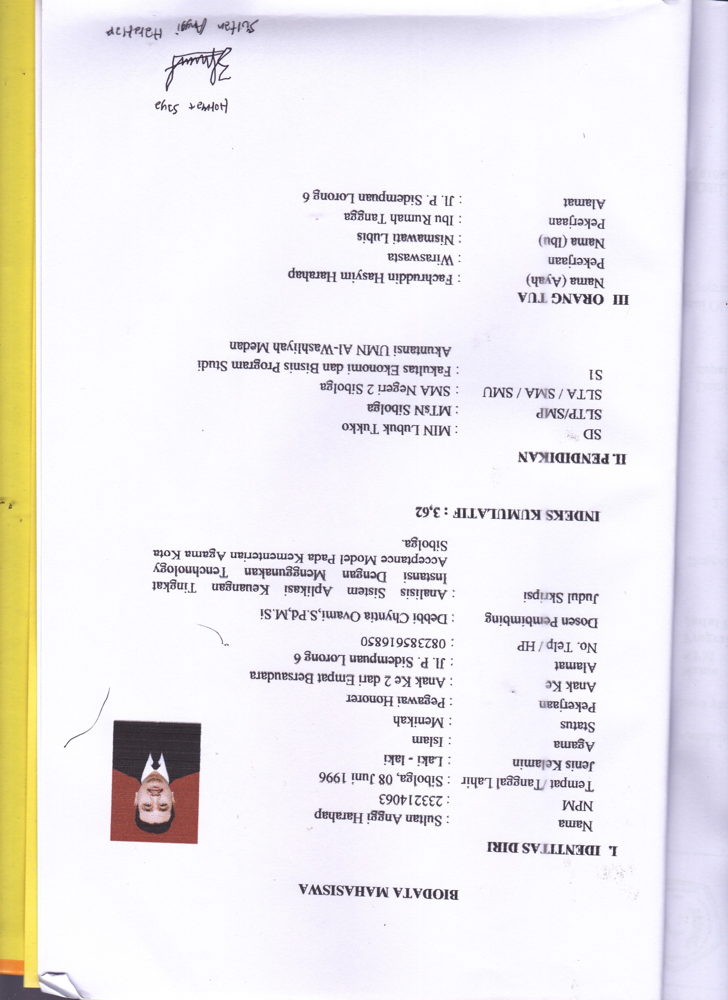 BIODATA MAHASISWA
I. IDENTITAS DIRI
Nama : Sultan Anggi Harahap
NPM : 233214063
Tempat /Tanggal Lahir : Sibolga, 08 Juni 1996
Jenis Kelamin : Laki - laki
Agama : Islam
Status : Menikah
Pekerjaan : Pegawai Honorer
Anak Ke : Anak Ke 2 dari Empat Bersaudara
Alamat : Jl. P. Sidempuan Lorong 6
No. Telp / HP : 082385616850
Dosen Pembimbing : Debbi Chyntia Ovami,S.Pd,M.Si
Judul Skripsi : Analisis Sistem Aplikasi Keuangan Tingkat
Instansi Dengan Menggunakan Tenchnology
Acceptance Model Pada Kementerian Agama Kota
Sibolga.
INDEKS KUMULATIF : 3,62
II. PENDIDIKAN
SD : MIN Lubuk Tukko
SLTP/SMP : MTsN Sibolga
SLTA / SMA / SMU : SMA Negeri 2 Sibolga
S1 : Fakultas Ekonomi dan Bisnis Program Studi
Akuntansi UMN Al-Washliyah Medan
III ORANG TUA
Nama (Ayah) : Fachruddin Hasyim Harahap
Pekerjaan : Wiraswasta
Nama (Ibu) : Nismawati Lubis
Pekerjaan : Ibu Rumah Tangga
Alamat : Jl. P. Sidempuan Lorong 6
Hormat Saya
Sultan Anggi Harahap